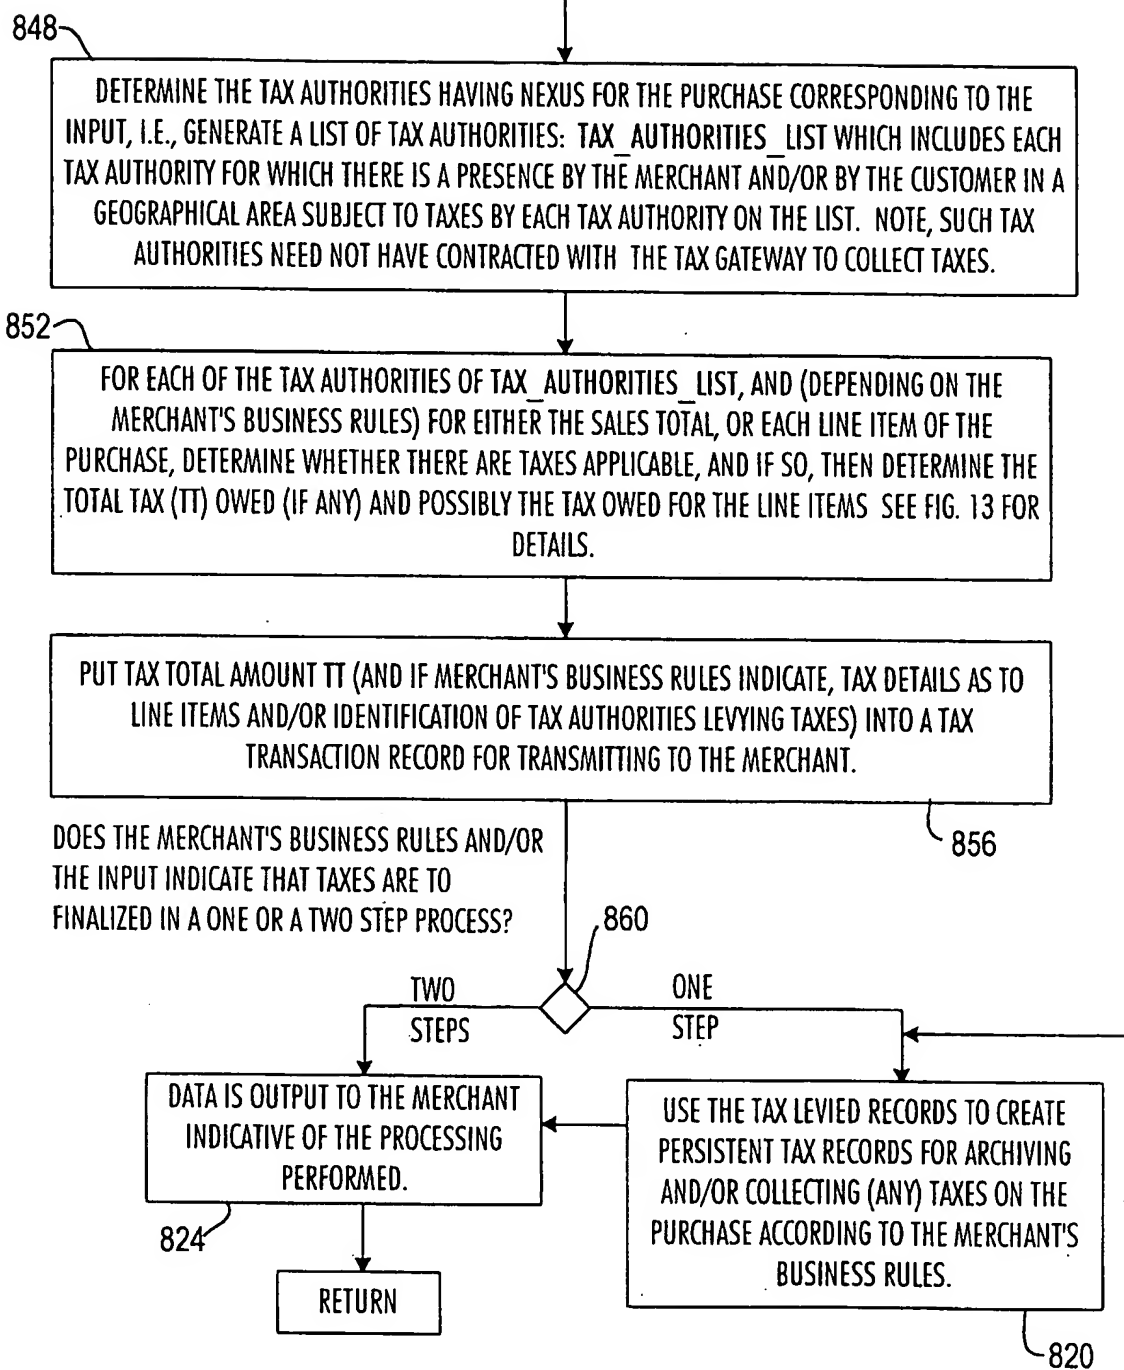 848
DETERMINE THE TAX AUTHORITIES HAVING NEXUS FOR THE PURCHASE CORRESPONDING TO THE
INPUT, I.E., GENERATE A LIST OF TAX AUTHORITIES: TAX_AUTHORITIES_LIST WHICH INCLUDES EACH
TAX AUTHORITY FOR WHICH THERE IS A PRESENCE BY THE MERCHANT AND/OR BY THE CUSTOMER IN A
GEOGRAPHICAL AREA SUBJECT TO TAXES BY EACH TAX AUTHORITY ON THE LIST. NOTE, SUCH TAX
AUTHORITIES NEED NOT HAVE CONTRACTED WITH THE TAX GATEWAY TO COLLECT TAXES.
852
FOR EACH OF THE TAX AUTHORITIES OF TAX_AUTHORITIES_LIST, AND (DEPENDING ON THE
MERCHANT'S BUSINESS RULES) FOR EITHER THE SALES TOTAL, OR EACH LINE ITEM OF THE
PURCHASE, DETERMINE WHETHER THERE ARE TAXES APPLICABLE, AND IF SO, THEN DETERMINE THE
TOTAL TAX (TT) OWED (IF ANY) AND POSSIBLY THE TAX OWED FOR THE LINE ITEMS SEE FIG. 13 FOR
DETAILS.
PUT TAX TOTAL AMOUNT TT (AND IF MERCHANT'S BUSINESS RULES INDICATE, TAX DETAILS AS TO
LINE ITEMS AND/OR IDENTIFICATION OF TAX AUTHORITIES LEVYING TAXES) INTO A TAX
TRANSACTION RECORD FOR TRANSMITTING TO THE MERCHANT.
856
DOES THE MERCHANT'S BUSINESS RULES AND/OR
THE INPUT INDICATE THAT TAXES ARE TO
FINALIZED IN A ONE OR A TWO STEP PROCESS?
860
TWO
STEPS
ONE
STEP
DATA IS OUTPUT TO THE MERCHANT
INDICATIVE OF THE PROCESSING
PERFORMED.
824
RETURN
USE THE TAX LEVIED RECORDS TO CREATE
PERSISTENT TAX RECORDS FOR ARCHIVING
AND/OR COLLECTING (ANY) TAXES ON THE
PURCHASE ACCORDING TO THE MERCHANT'S
BUSINESS RULES.
820